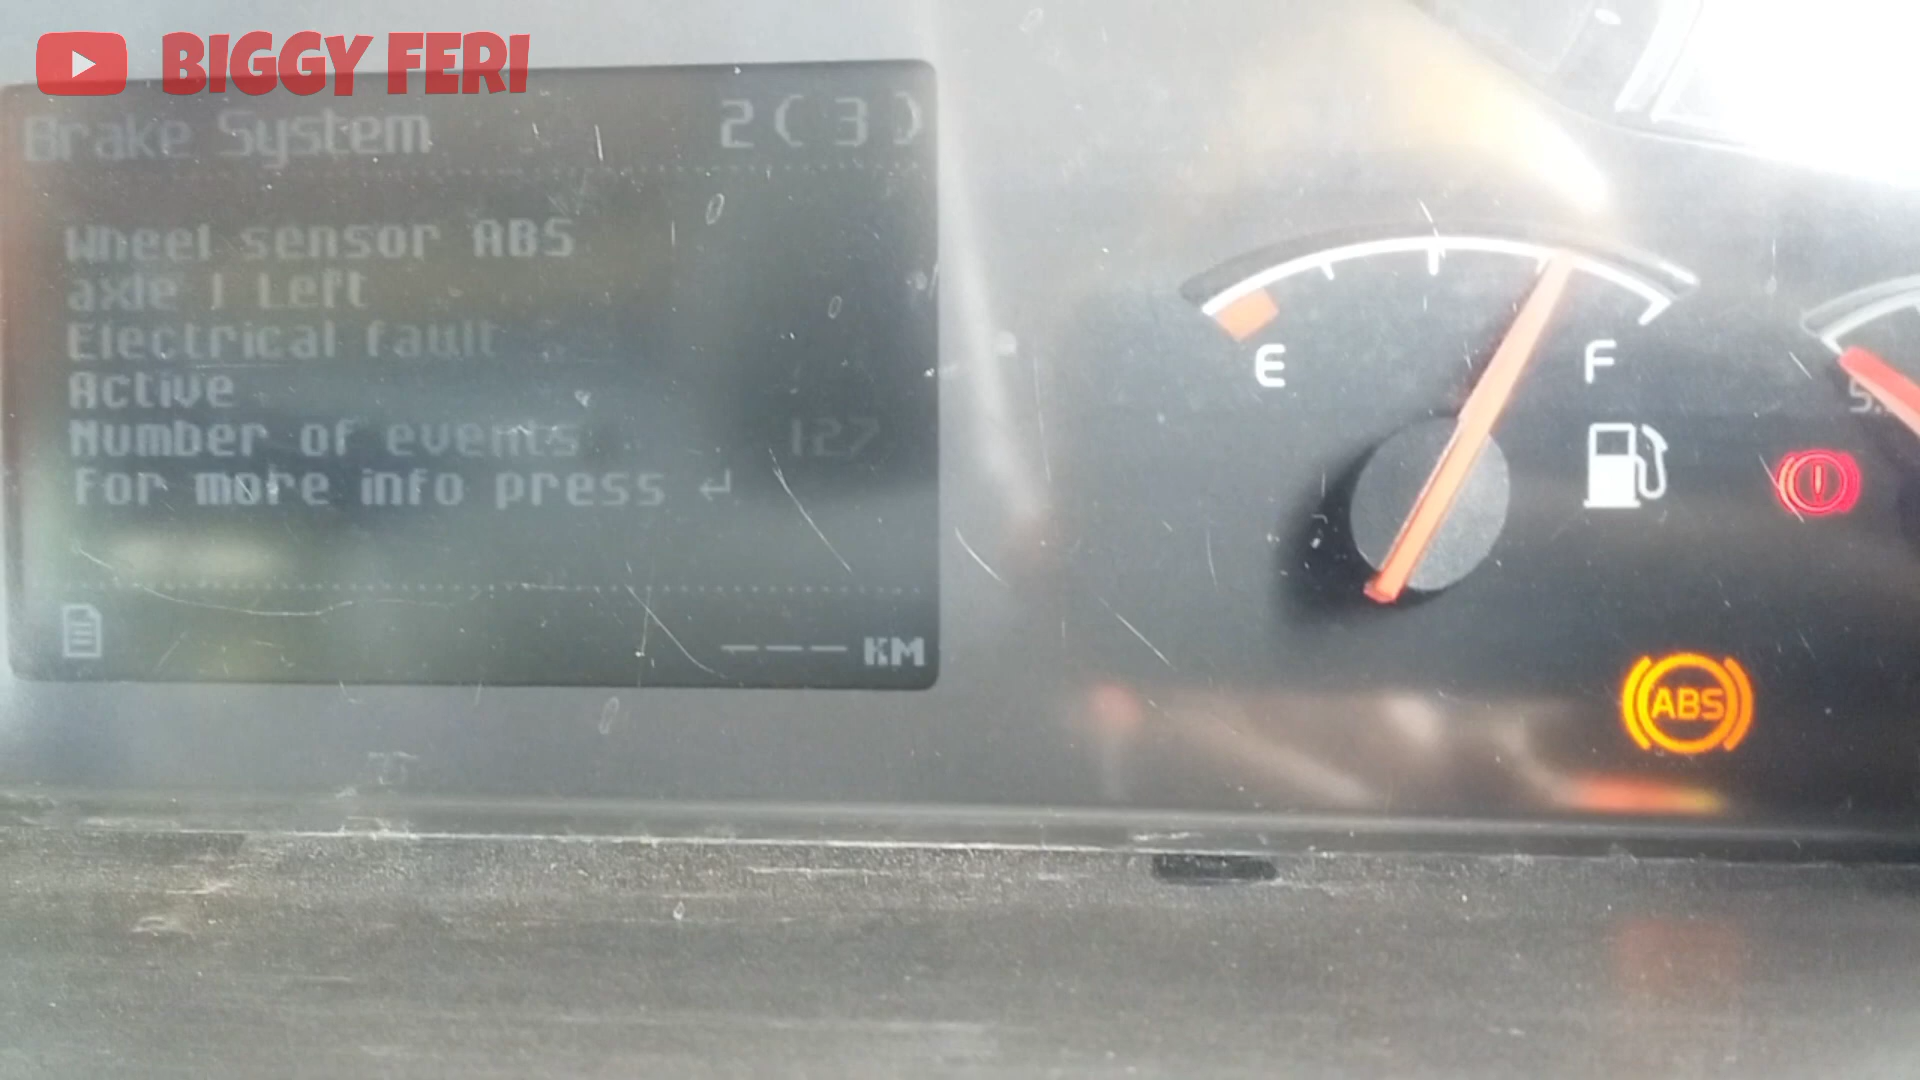 BIGGY FERI
Brake System 2(3)
Wheel sensor ABS
axle 1 Left
Electrical fault
Active
Number of events 127
For more info press ↵
--- KM
E
F
ABS